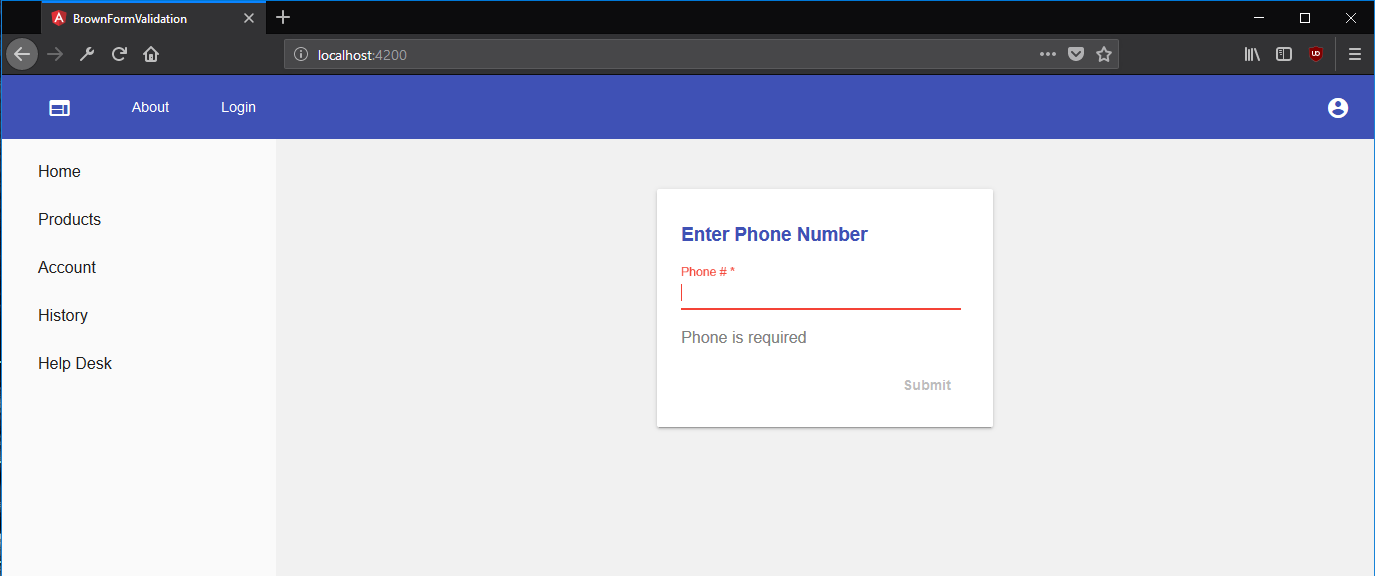 BrownFormValidation
localhost:4200
About Login
Home
Products
Account
History
Help Desk
Enter Phone Number
Phone # *
Phone is required
Submit